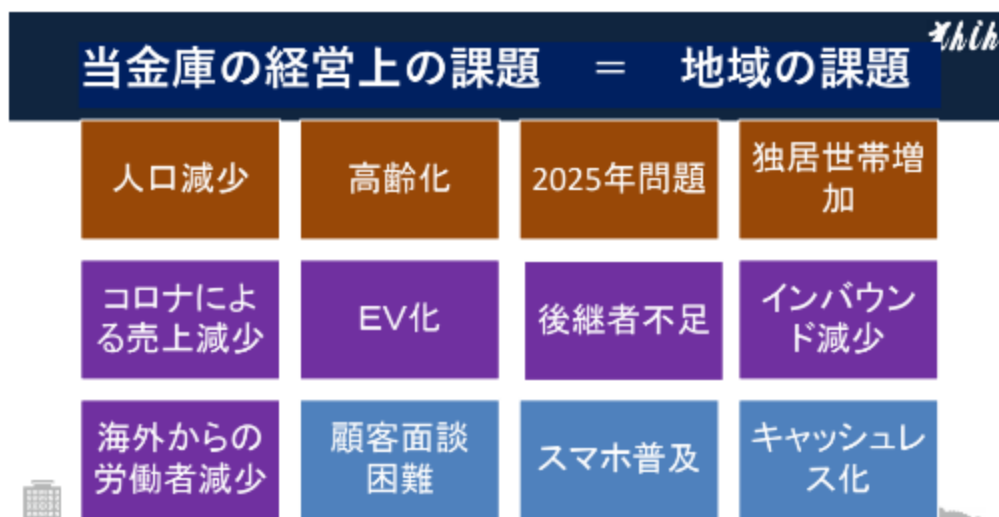 当金庫の経営上の課題 ＝ 地域の課題
人口減少
高齢化
2025年問題
独居世帯増
加
コロナによ
る売上減少
EV化
後継者不足
インバウン
ド減少
海外からの
労働者減少
顧客面談
困難
スマホ普及
キャッシュレ
ス化